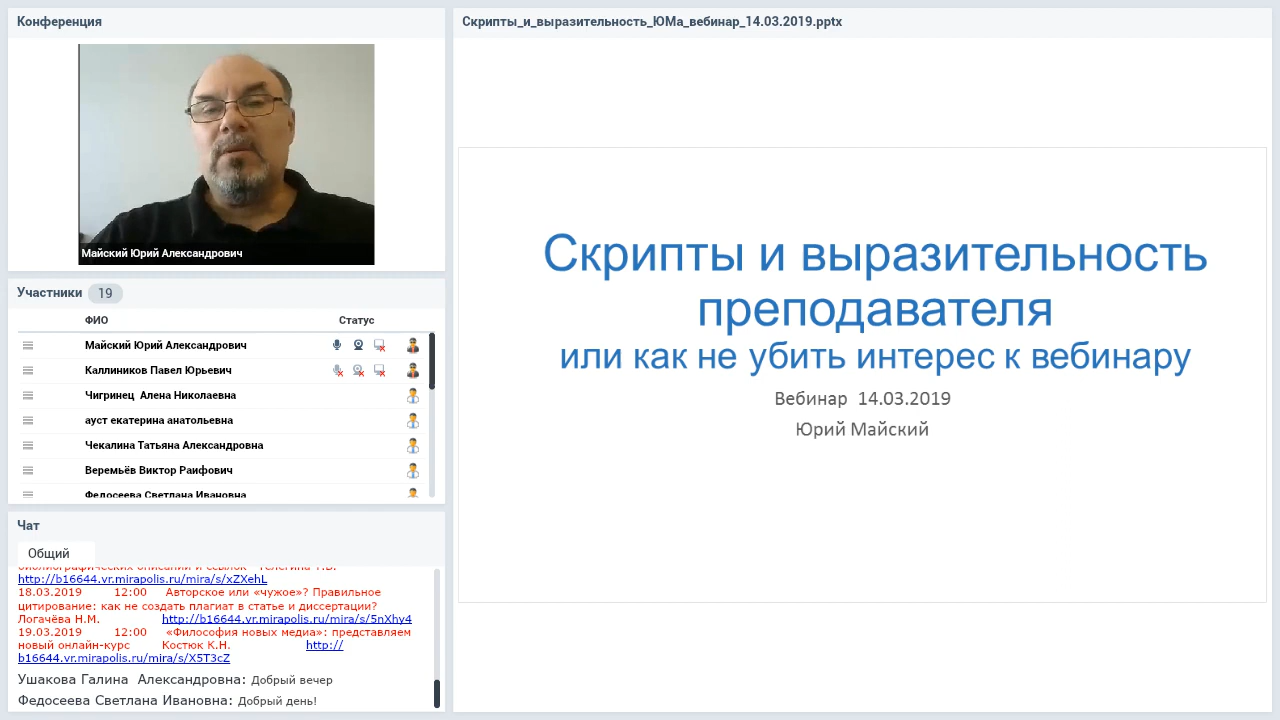 Конференция
Майский Юрий Александрович
Участники 19
ФИО Статус
Майский Юрий Александрович
Каллиников Павел Юрьевич
Чигринец Алена Николаевна
ауст екатерина анатольевна
Чекалина Татьяна Александровна
Веремьёв Виктор Раифович
Федосеева Светлана Ивановна
Чат
Общий
библиографических описаний и ссылок
http://b16644.vr.mirapolis.ru/mira/s/xZXehL
18.03.2019 12:00 Авторское или «чужое»? Правильное
цитирование: как не создать плагиат в статье и диссертации?
Логачёва Н.М. http://b16644.vr.mirapolis.ru/mira/s/5nXhy4
19.03.2019 12:00 «Философия новых медиа»: представляем
новый онлайн-курс Костюк К.Н. http://
b16644.vr.mirapolis.ru/mira/s/X5T3cZ
Ушакова Галина Александровна: Добрый вечер
Федосеева Светлана Ивановна: Добрый день!
Скрипты_и_выразительность_ЮМа_вебинар_14.03.2019.pptx
Скрипты и выразительность
преподавателя
или как не убить интерес к вебинару
Вебинар 14.03.2019
Юрий Майский